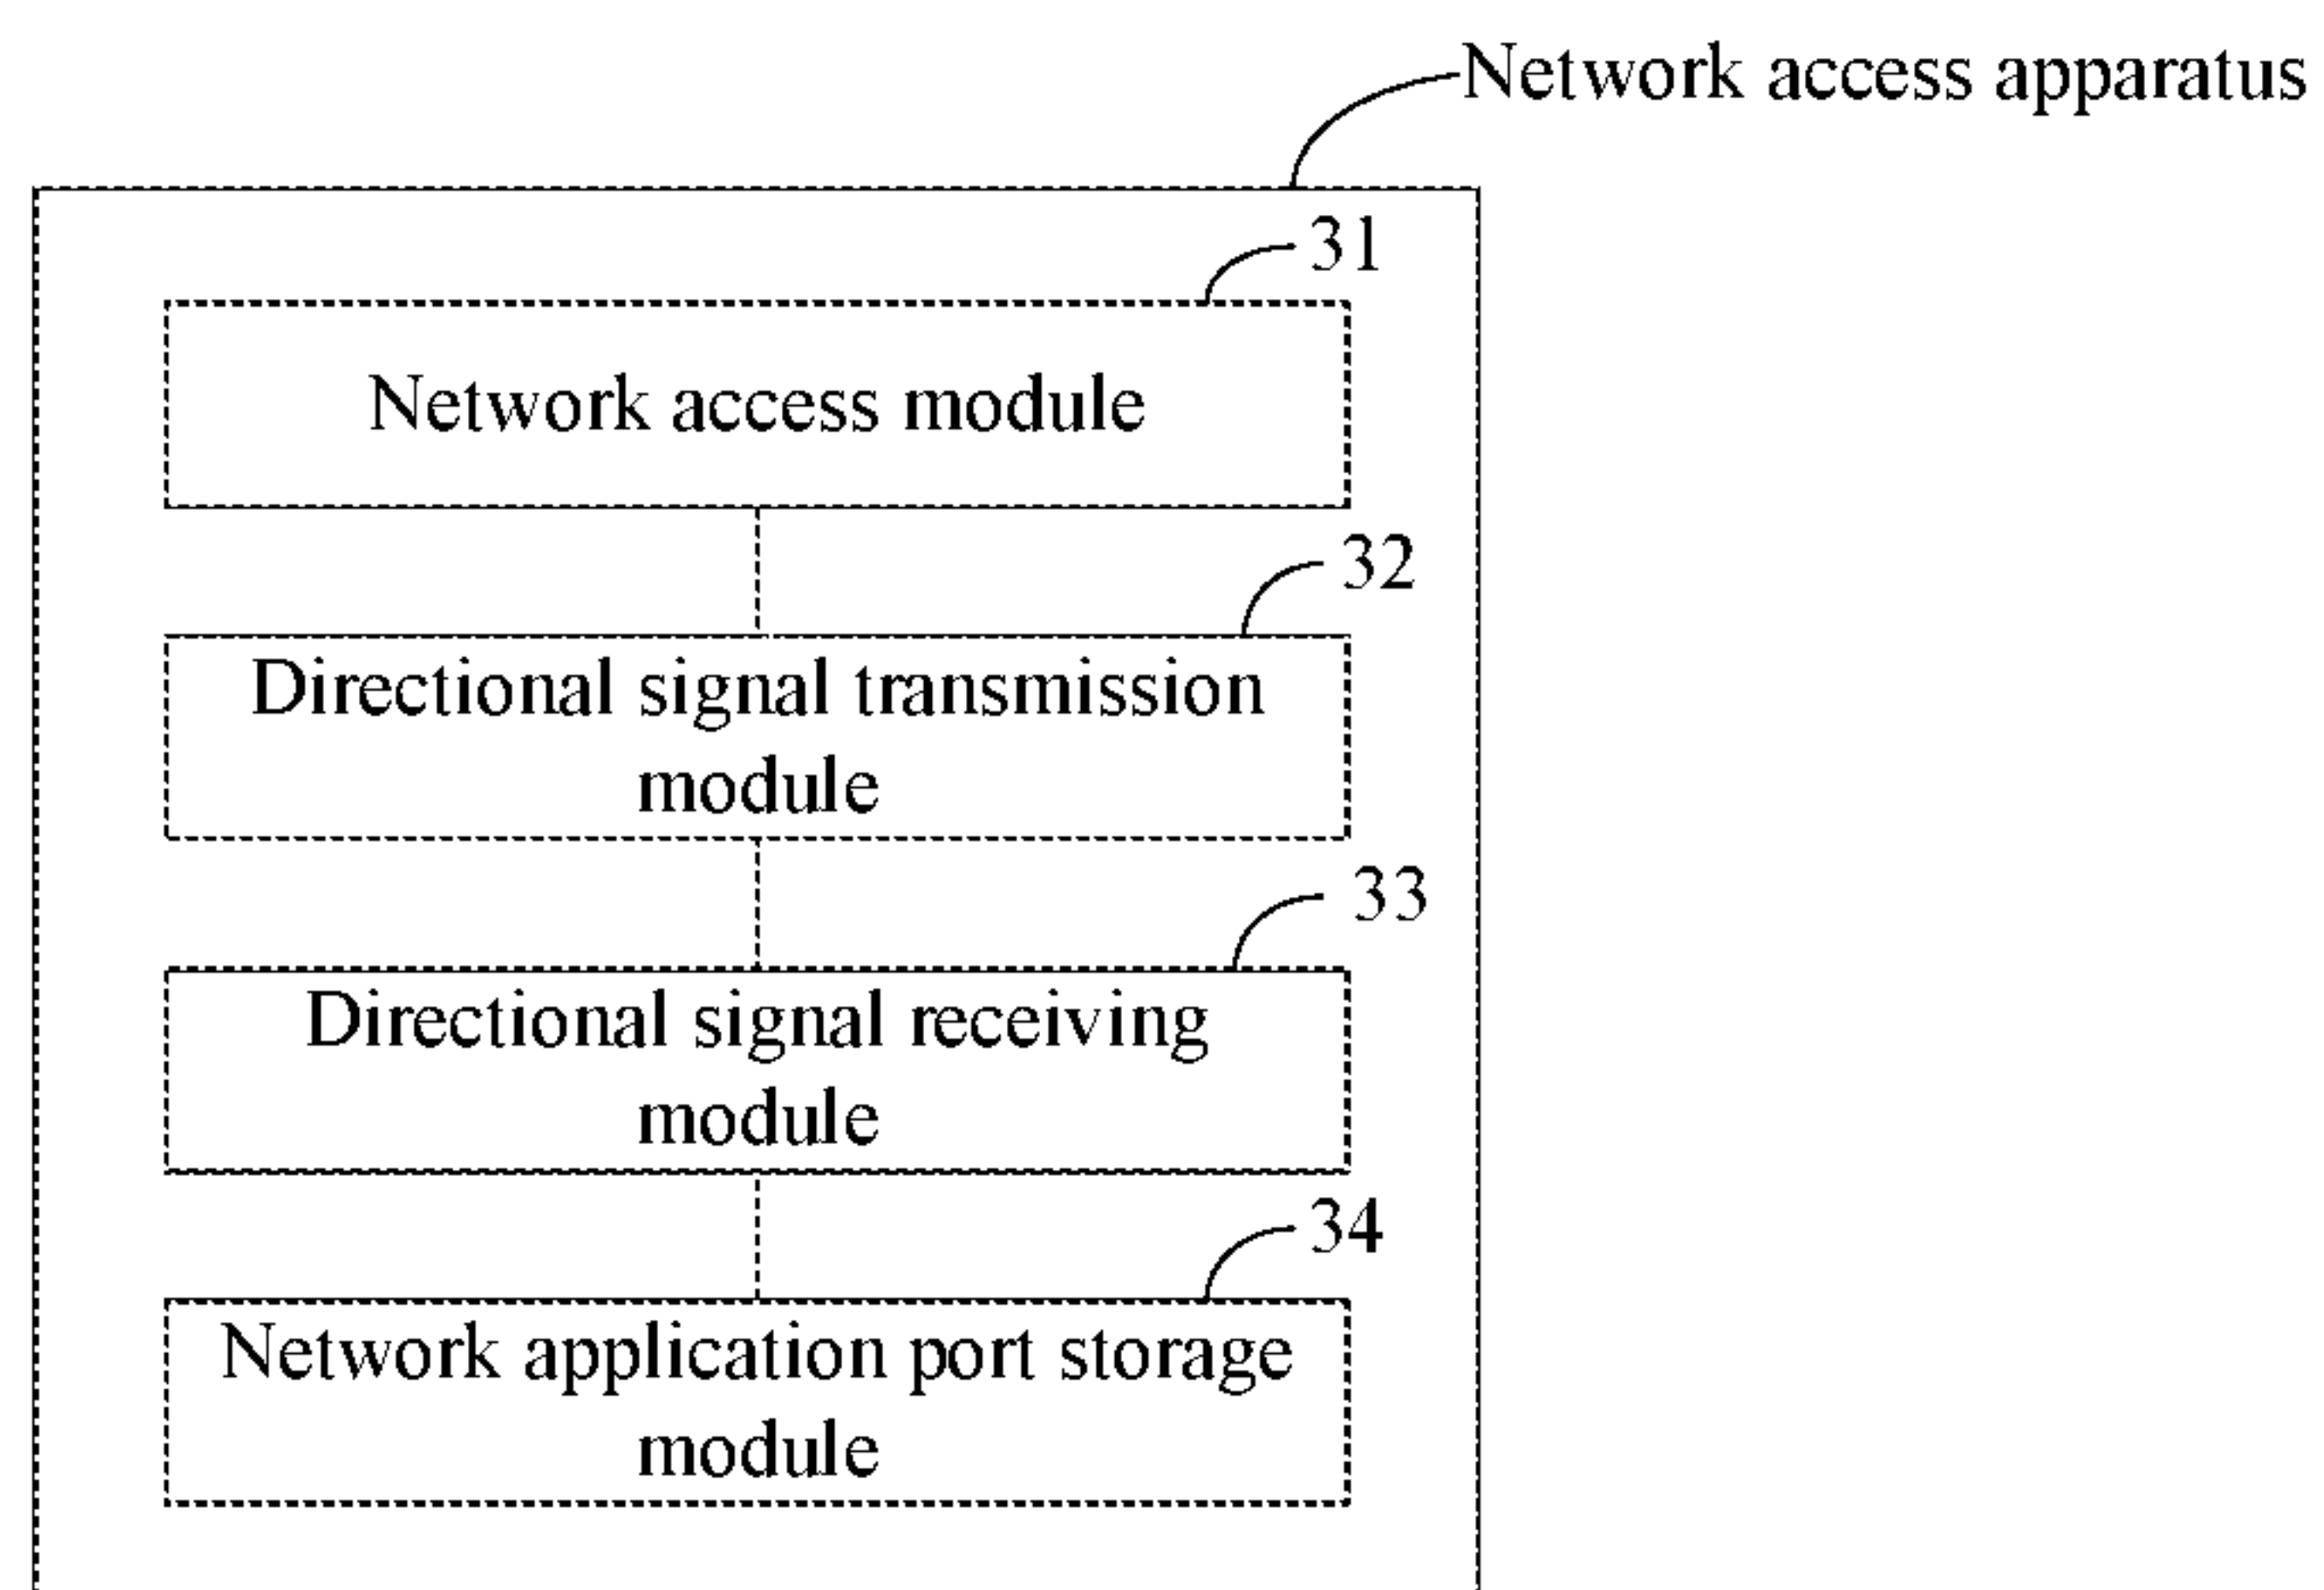 Network access apparatus
31
Network access module
32
Directional signal transmission
module
33
Directional signal receiving
module
34
Network application port storage
module